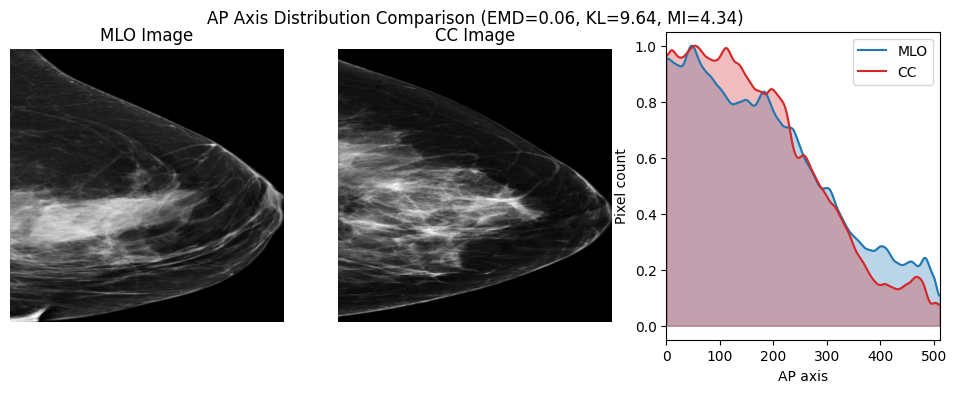 AP Axis Distribution Comparison (EMD=0.06, KL=9.64, MI=4.34)
MLO Image
CC Image
MLO
CC
Pixel count
1.0
0.8
0.6
0.4
0.2
0.0
0 100 200 300 400 500
AP axis